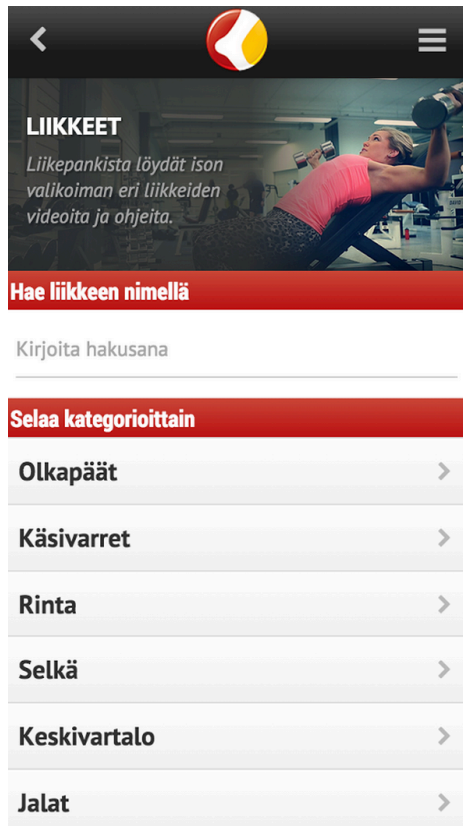 LIIKKEET
Liikepankista löydät ison
valikoiman eri liikkeiden
videoita ja ohjeita.
Hae liikkeen nimellä
Kirjoita hakusana
Selaa kategorioittain
Olkapäät
Käsivarret
Rinta
Selkä
Keskivartalo
Jalat